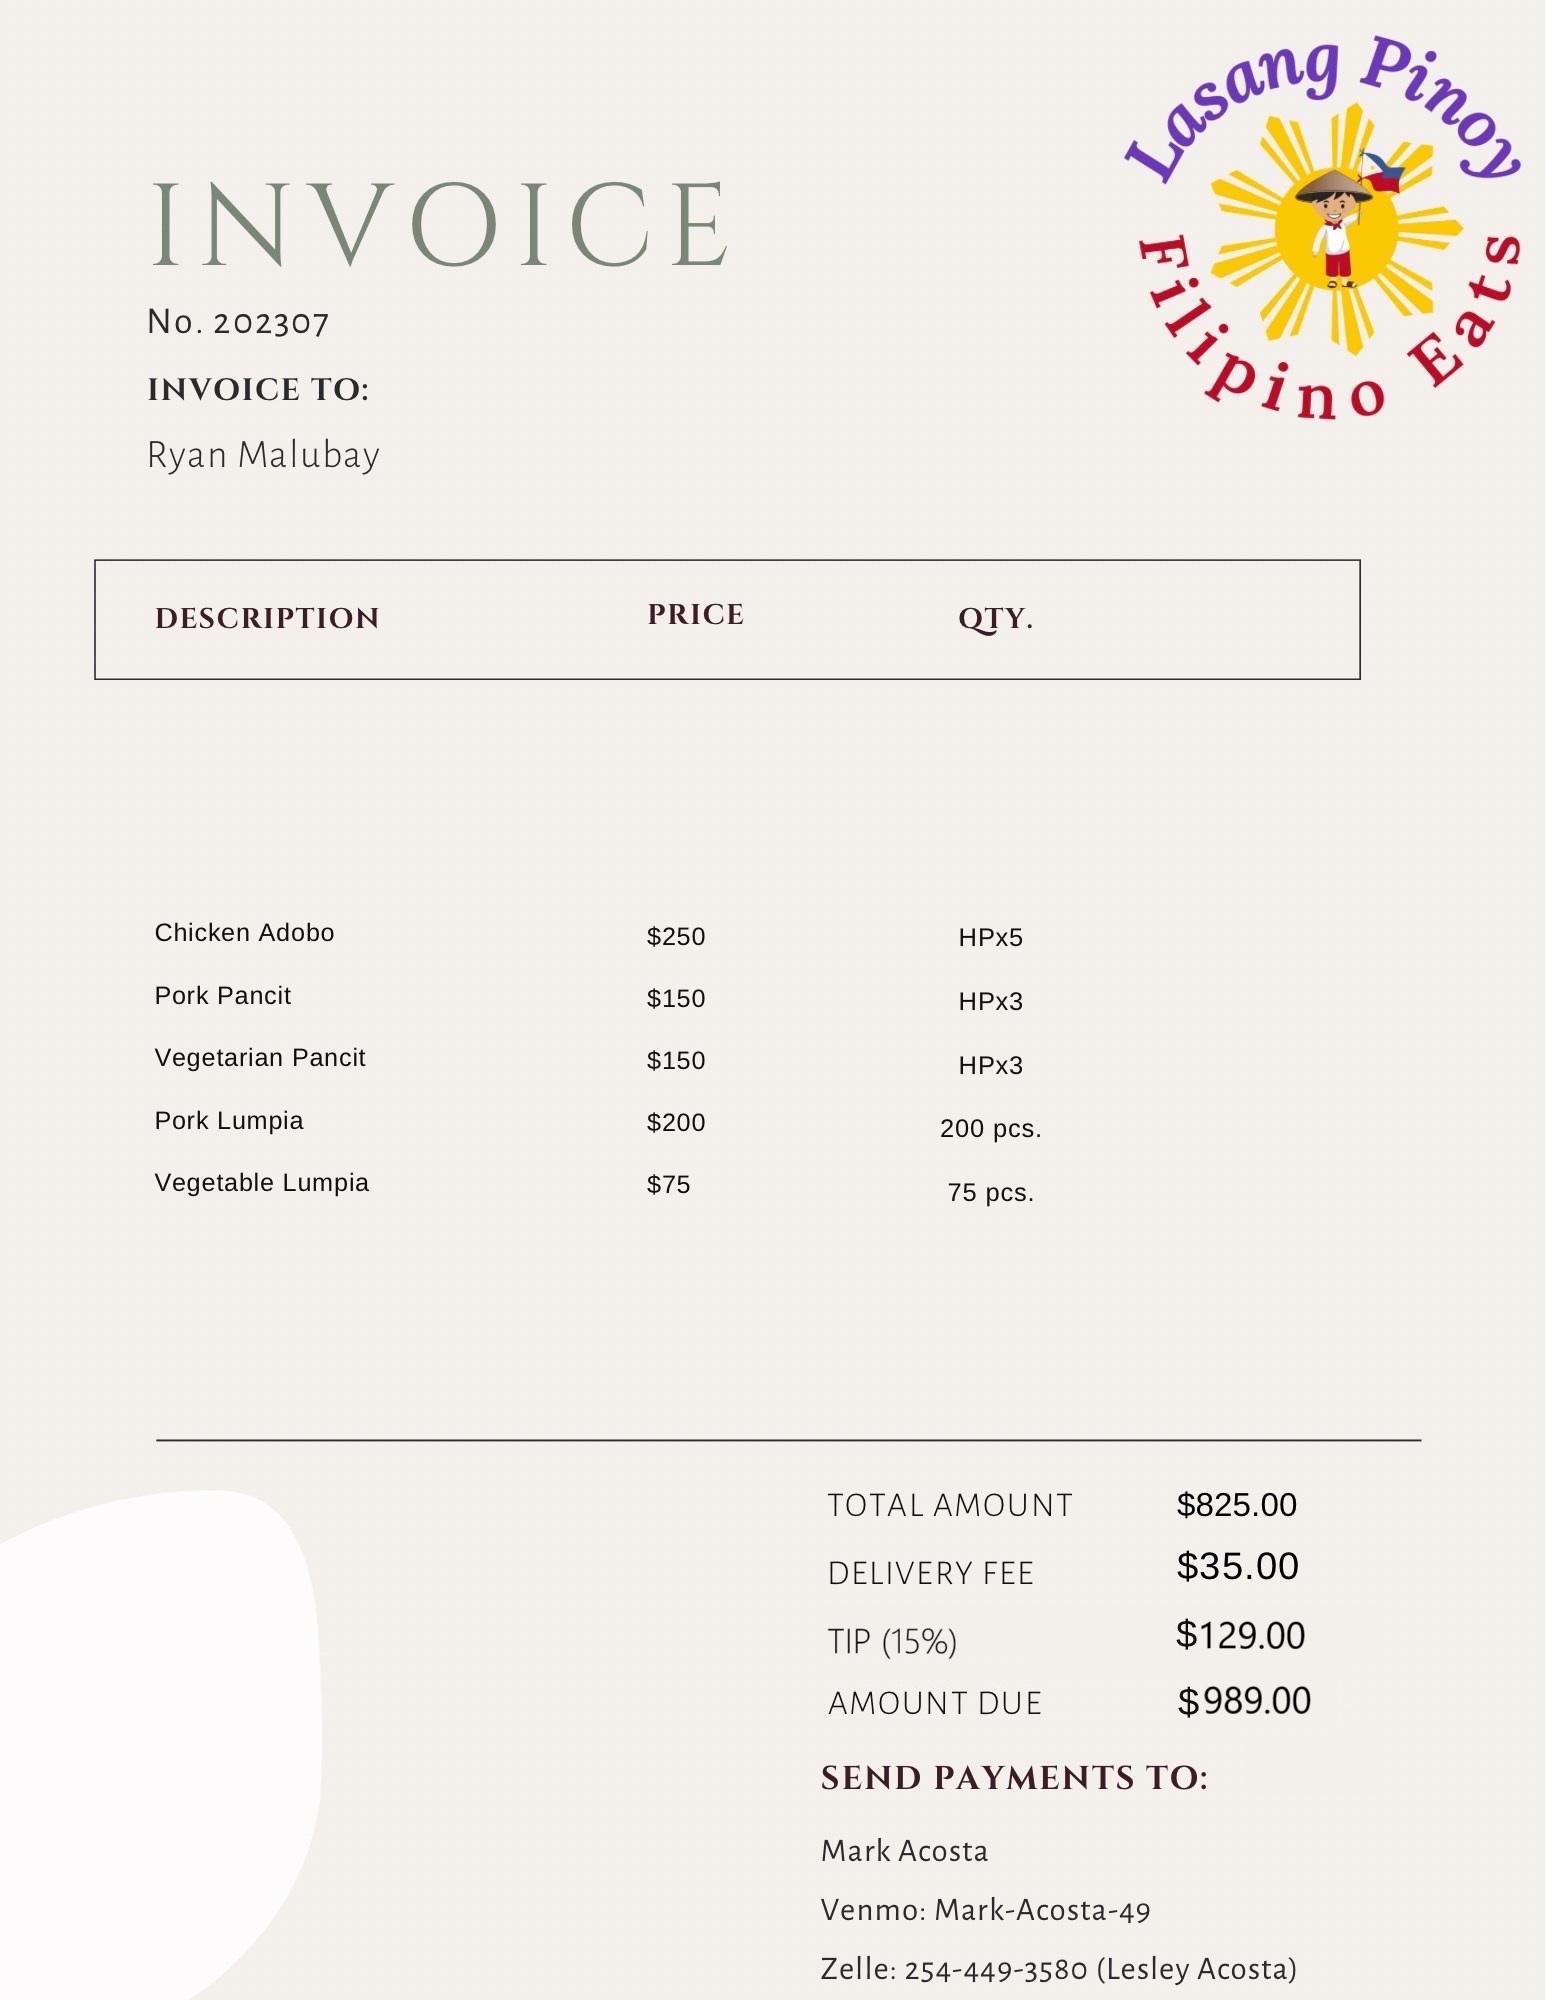 Lasang Pinoy
Filipino Eats
INVOICE
No. 202307
INVOICE TO:
Ryan Malubay
DESCRIPTION PRICE QTY.
Chicken Adobo $250 HPx5
Pork Pancit $150 HPx3
Vegetarian Pancit $150 HPx3
Pork Lumpia $200 200 pcs.
Vegetable Lumpia $75 75 pcs.
TOTAL AMOUNT $825.00
DELIVERY FEE $35.00
TIP (15%) $129.00
AMOUNT DUE $989.00
SEND PAYMENTS TO:
Mark Acosta
Venmo: Mark-Acosta-49
Zelle: 254-449-3580 (Lesley Acosta)